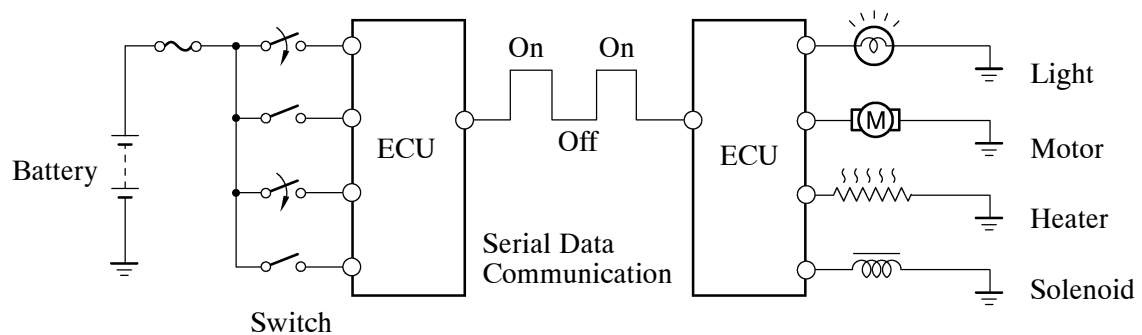 On
On
Light
Off
ECU
ECU
M
Motor
Battery
Heater
Serial Data
Communication
Solenoid
Switch